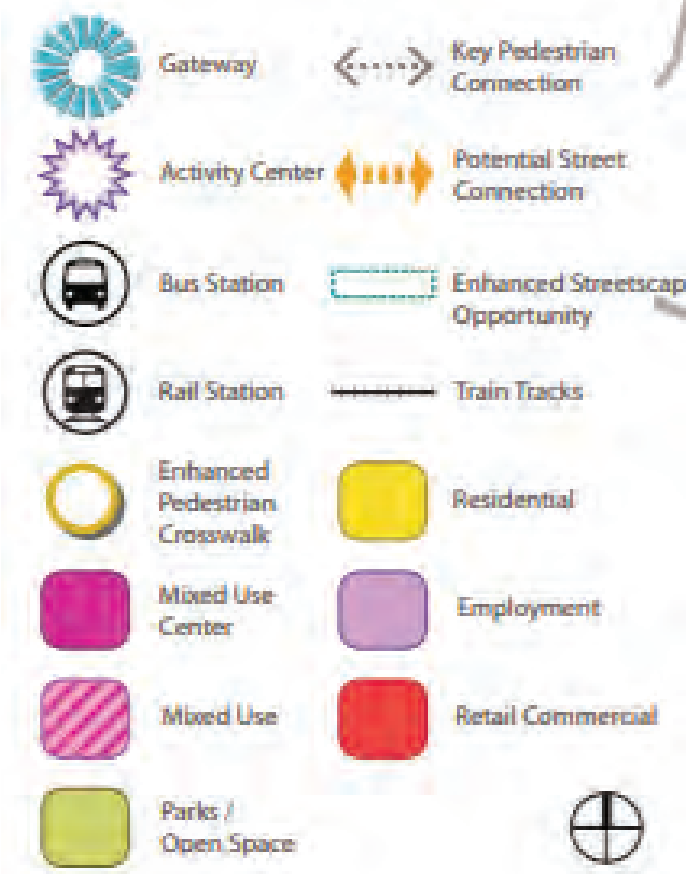 Gateway
Key Pedestrian
Connection
Activity Center
Potential Street
Connection
Bus Station
Enhanced Streetscap
Opportunity
Rail Station
Train Tracks
Enhanced
Pedestrian
Crosswalk
Residential
Mixed Use
Center
Employment
Mixed Use
Retail Commercial
Parks /
Open Space